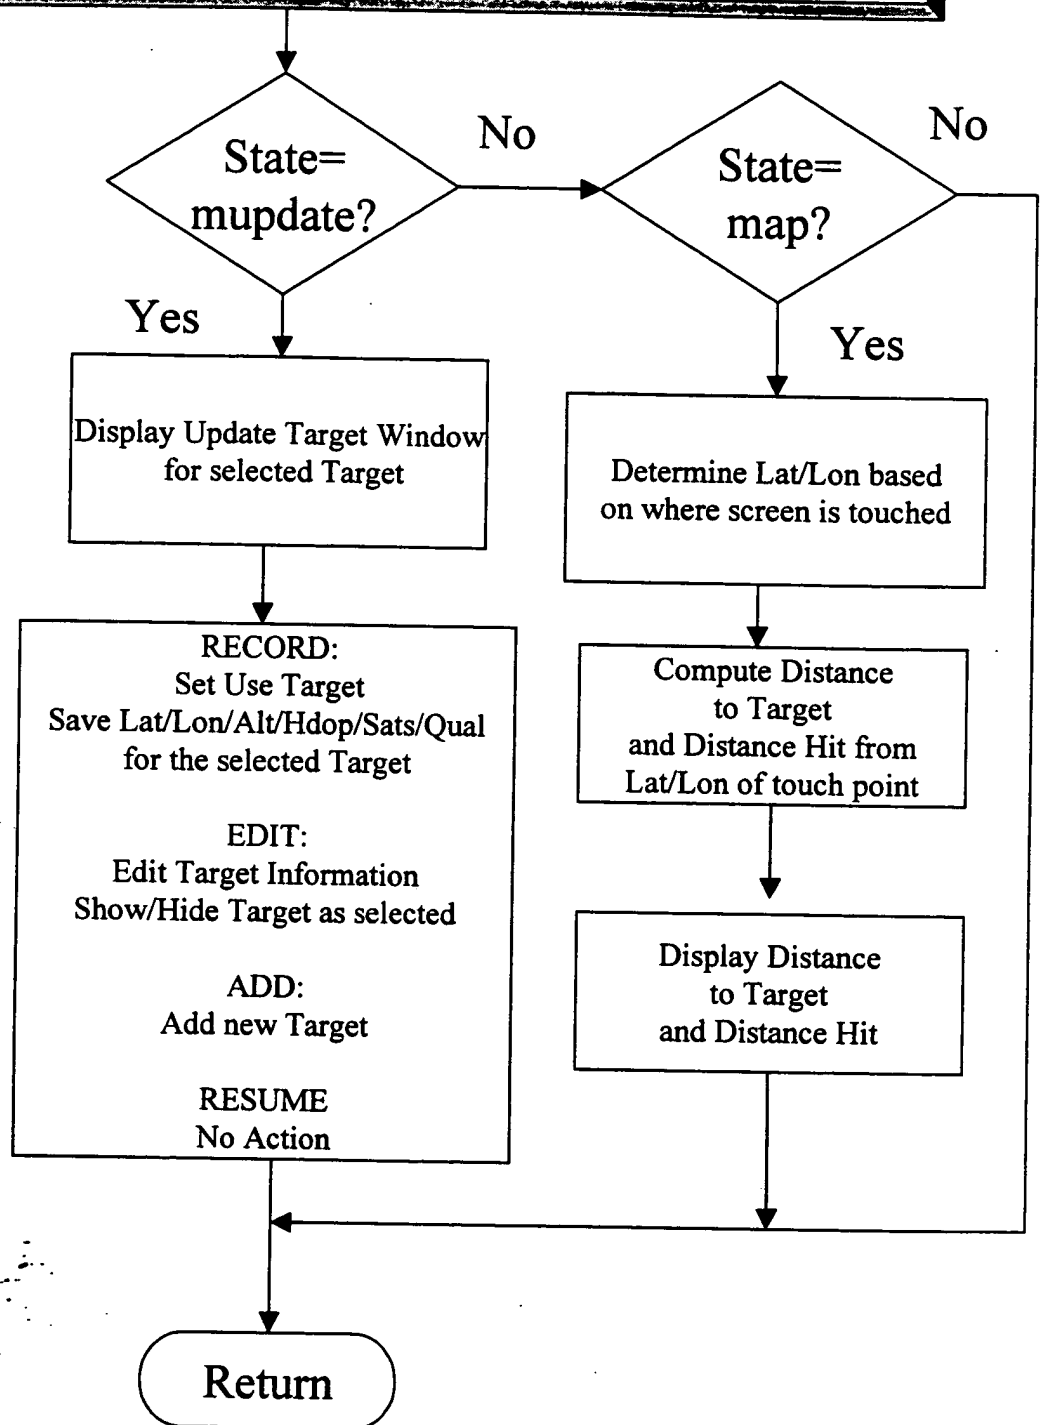 State=
mupdate?
No
State=
map?
No
Yes
Yes
Display Update Target Window
for selected Target
Determine Lat/Lon based
on where screen is touched
RECORD:
Set Use Target
Save Lat/Lon/Alt/Hdop/Sats/Qual
for the selected Target
EDIT:
Edit Target Information
Show/Hide Target as selected
ADD:
Add new Target
RESUME
No Action
Compute Distance
to Target
and Distance Hit from
Lat/Lon of touch point
Display Distance
to Target
and Distance Hit
Return